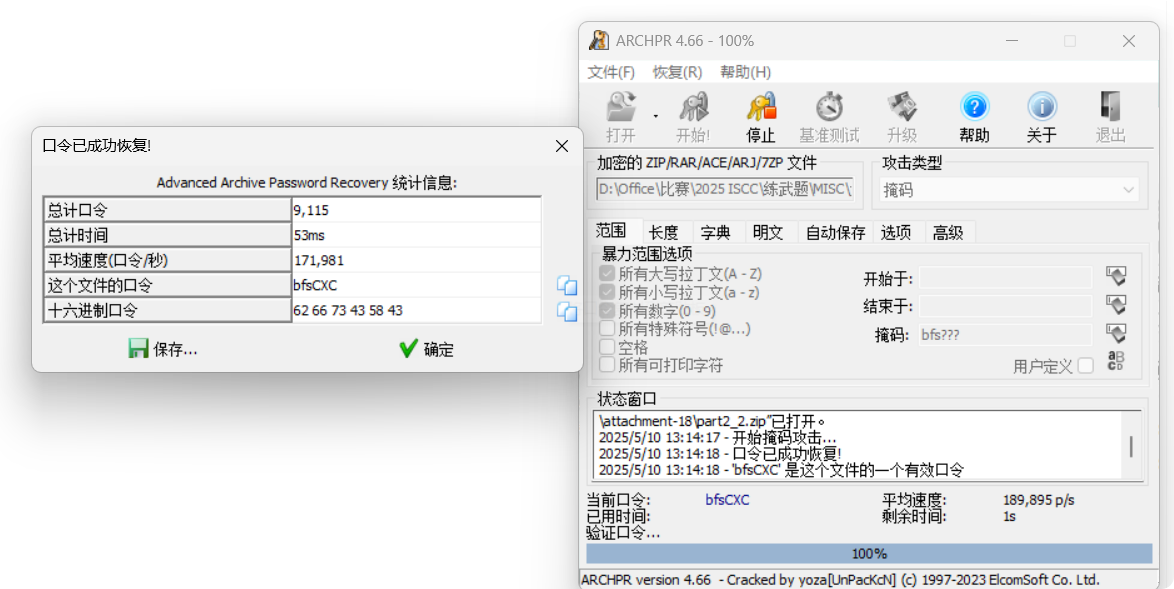 口令已成功恢复!
Advanced Archive Password Recovery 统计信息:
总计口令 9,115
总计时间 53ms
平均速度(口令/秒) 171,981
这个文件的口令 bfsCXC
十六进制口令 62 66 73 43 58 43
保存... 确定
ARCHPR 4.66 - 100%
文件(F) 恢复(R) 帮助(H)
打开 开始! 停止 基准测试 升级 帮助 关于 退出
加密的 ZIP/RAR/ACE/ARJ/7ZP 文件 攻击类型
D:\Office\比赛\2025 ISCC\练武题\MISC\ 掩码
范围 长度 字典 明文 自动保存 选项 高级
暴力范围选项
所有大写拉丁文(A - Z) 开始于:
所有小写拉丁文(a - z)
所有数字(0 - 9) 结束于:
所有特殊符号(!@...) 掩码: bfs???
空格
所有可打印字符 用户定义
状态窗口
\attachment-18\part2_2.zip"已打开。
2025/5/10 13:14:17 - 开始掩码攻击...
2025/5/10 13:14:18 - 口令已成功恢复!
2025/5/10 13:14:18 - 'bfsCXC' 是这个文件的一个有效口令
当前口令: bfsCXC 平均速度: 189,895 p/s
已用时间: 剩余时间: 1s
验证口令...
100%
ARCHPR version 4.66 - Cracked by yoza[UnPacKcN] (c) 1997-2023 ElcomSoft Co. Ltd.